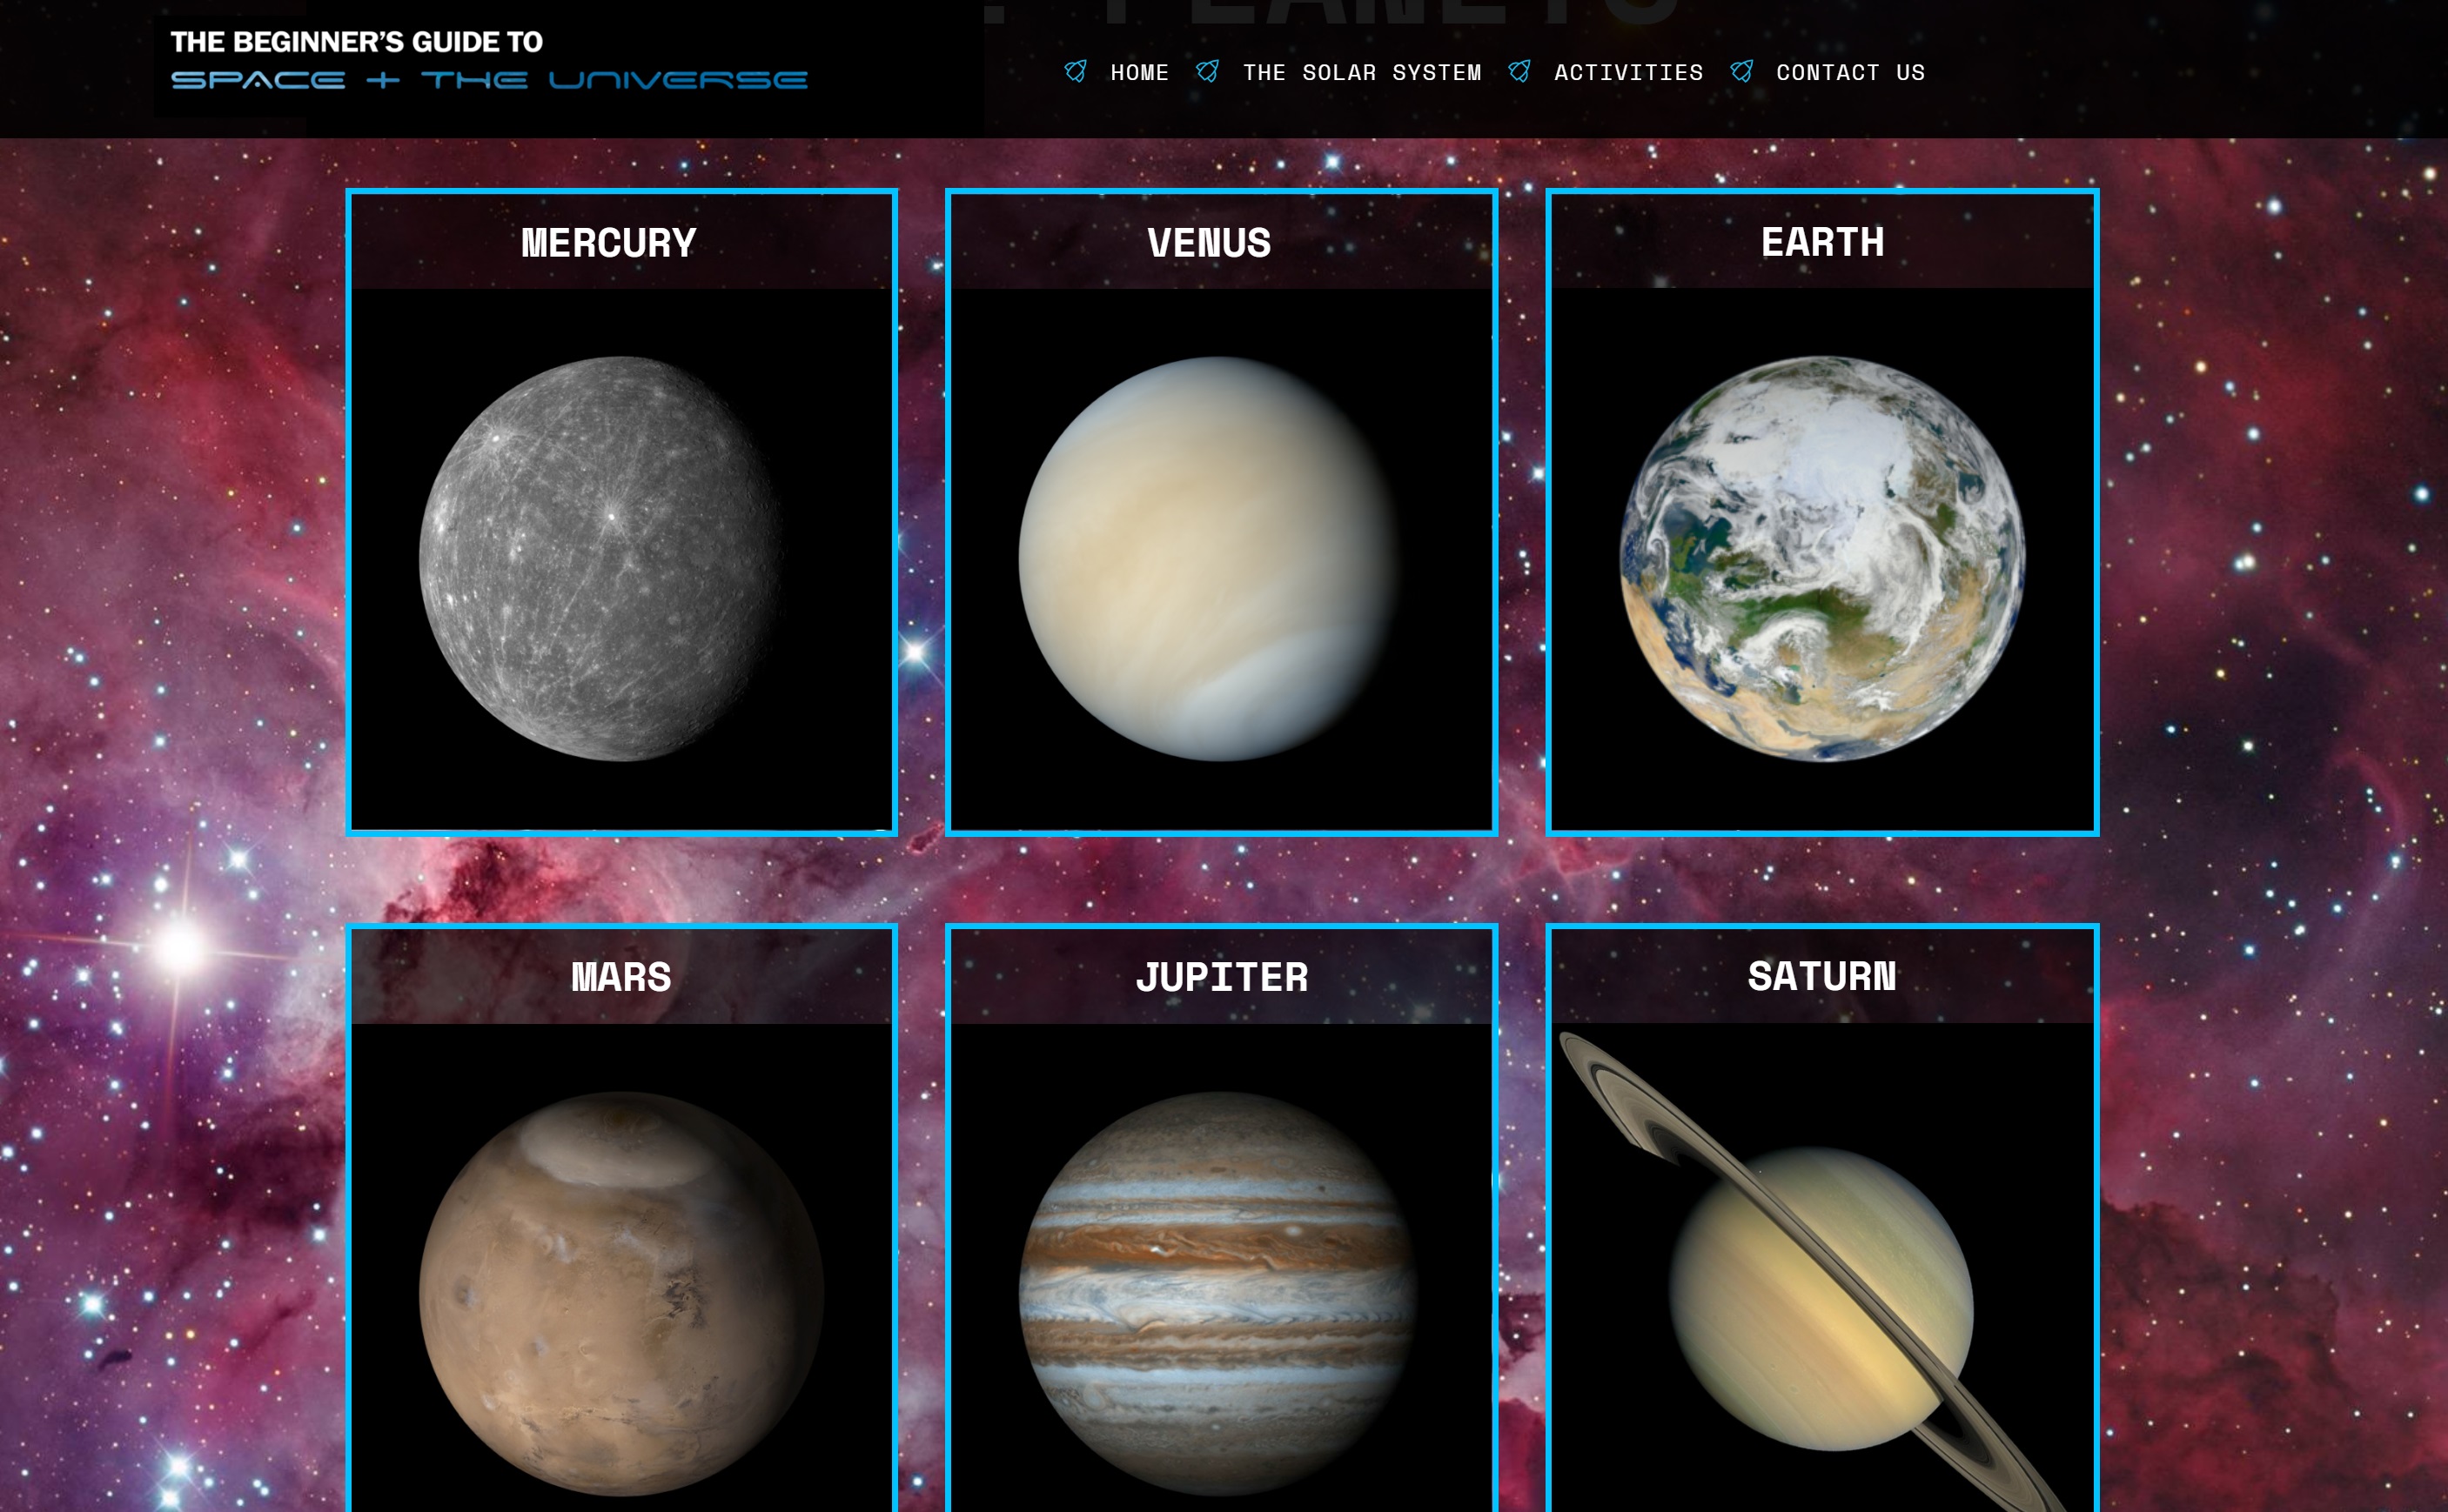 PLANETS
THE BEGINNER'S GUIDE TO
SPACE + THE UNIVERSE
HOME
THE SOLAR SYSTEM
ACTIVITIES
CONTACT US
MERCURY
VENUS
EARTH
MARS
JUPITER
SATURN